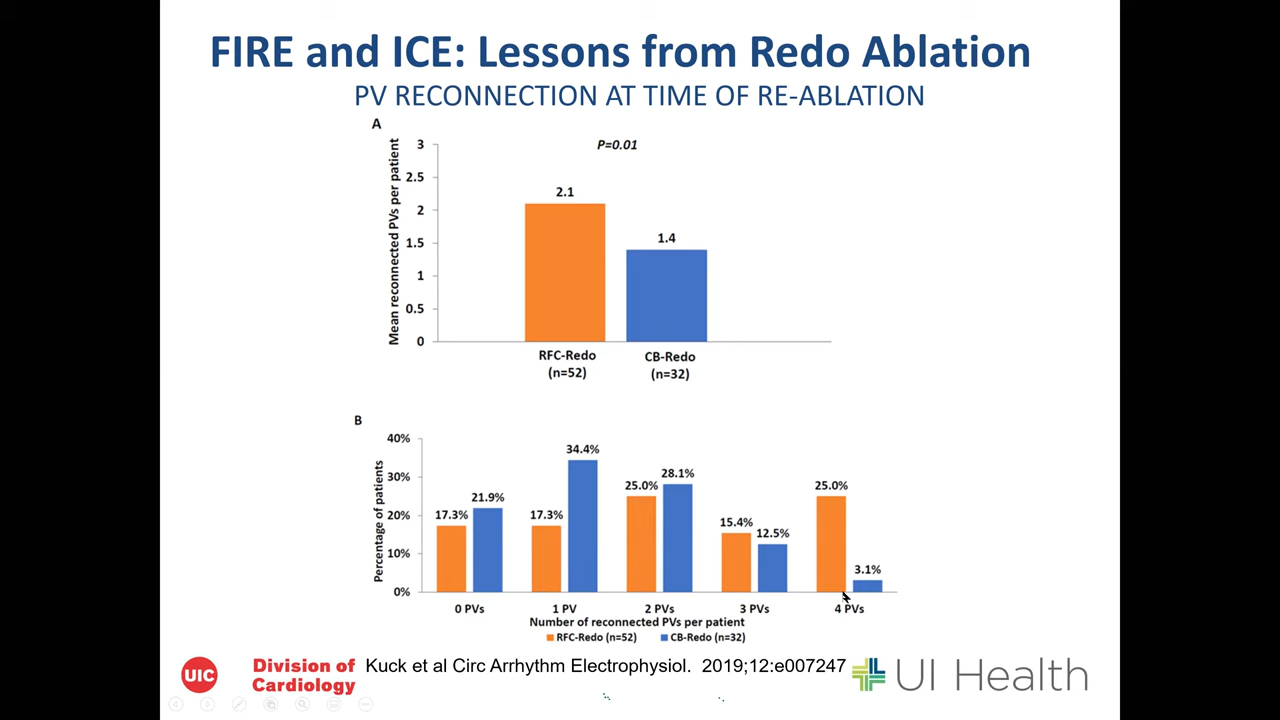 FIRE and ICE: Lessons from Redo Ablation
PV RECONNECTION AT TIME OF RE-ABLATION
A
Mean reconnected PVs per patient
3
2.5
2
1.5
1
0.5
0
P=0.01
2.1
1.4
RFC-Redo
(n=52)
CB-Redo
(n=32)
B
Percentage of patients
40%
30%
20%
10%
0%
17.3%
21.9%
17.3%
34.4%
25.0%
28.1%
15.4%
12.5%
25.0%
3.1%
0 PVs
1 PV
2 PVs
3 PVs
4 PVs
Number of reconnected PVs per patient
RFC-Redo (n=52)
CB-Redo (n=32)
UIC
Division of
Cardiology
Kuck et al Circ Arrhythm Electrophysiol. 2019;12:e007247
UI Health